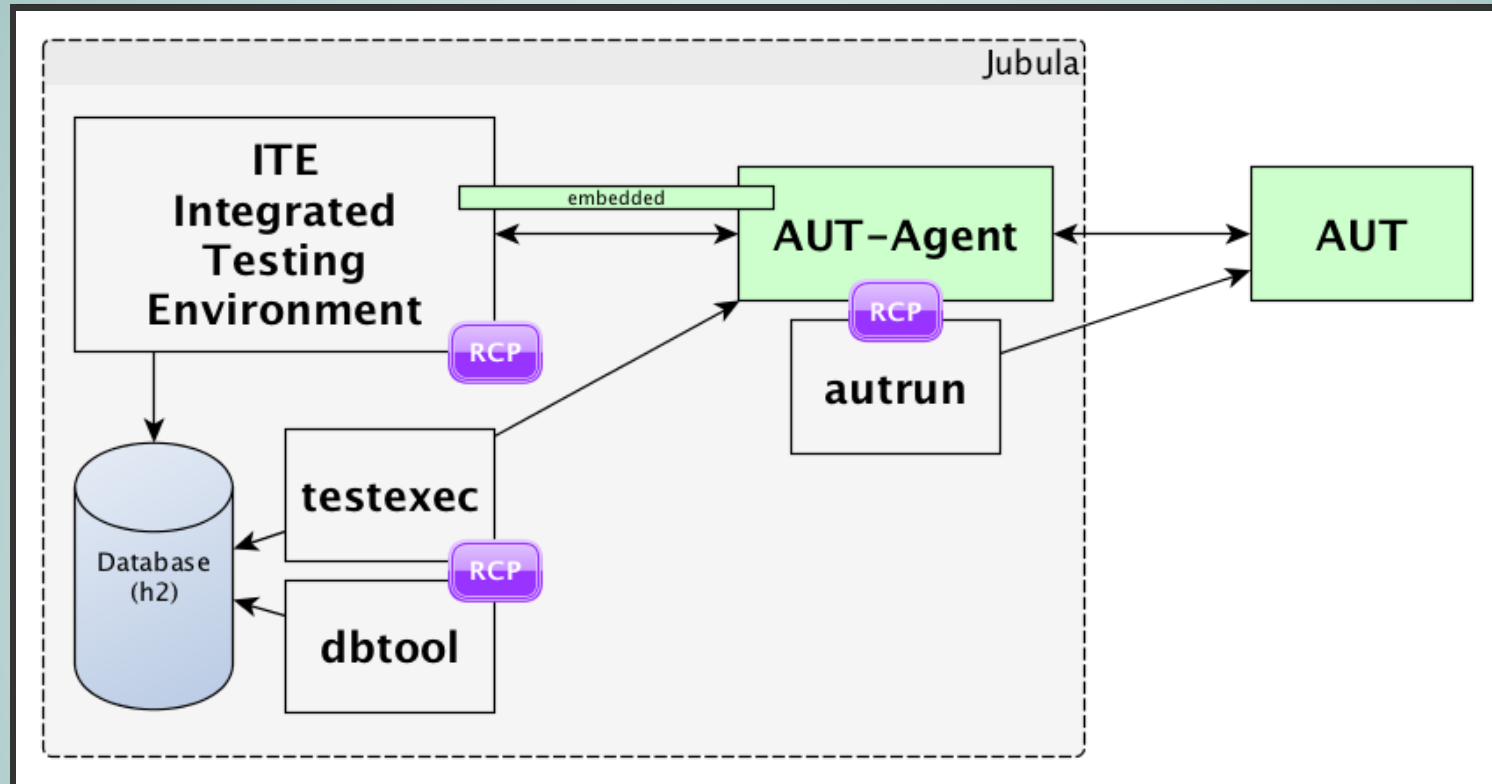 Jubula
ITE
Integrated
Testing
Environment
embedded
AUT-Agent
AUT
RCP
RCP
autrun
testexec
Database
(h2)
RCP
dbtool